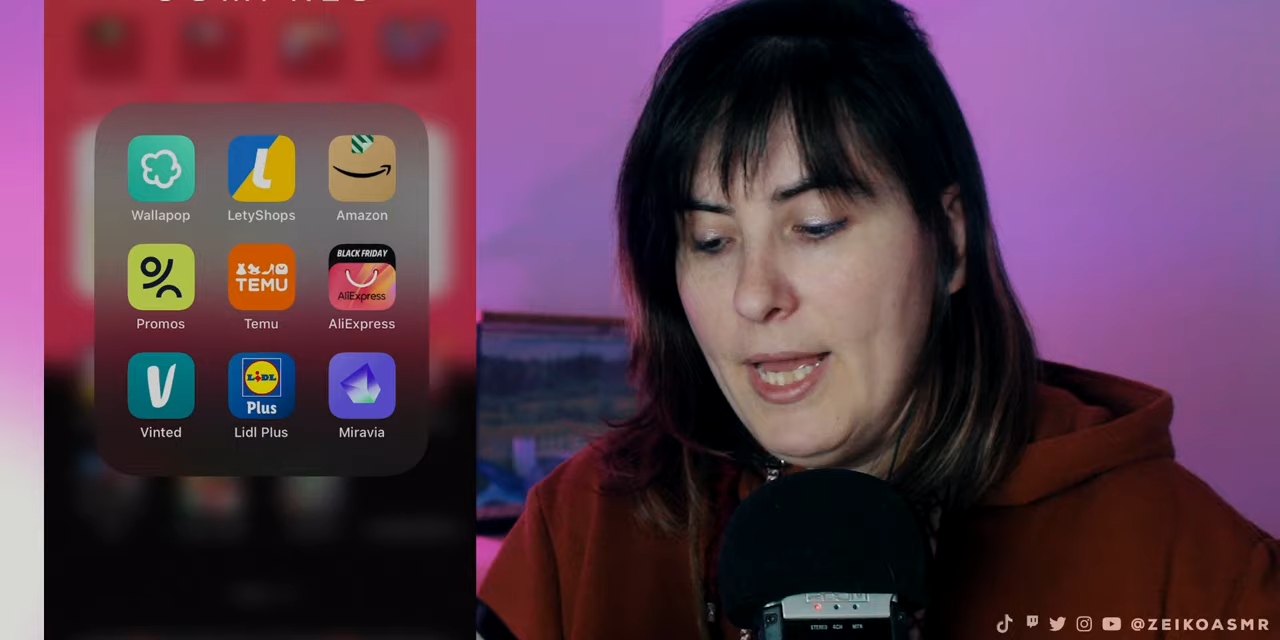 Wallapop LetyShops Amazon
BLACK FRIDAY
TEMU AliExpress
Promos Temu AliExpress
LiDL
Plus
Vinted Lidl Plus Miravia
@ZEIKOASMR